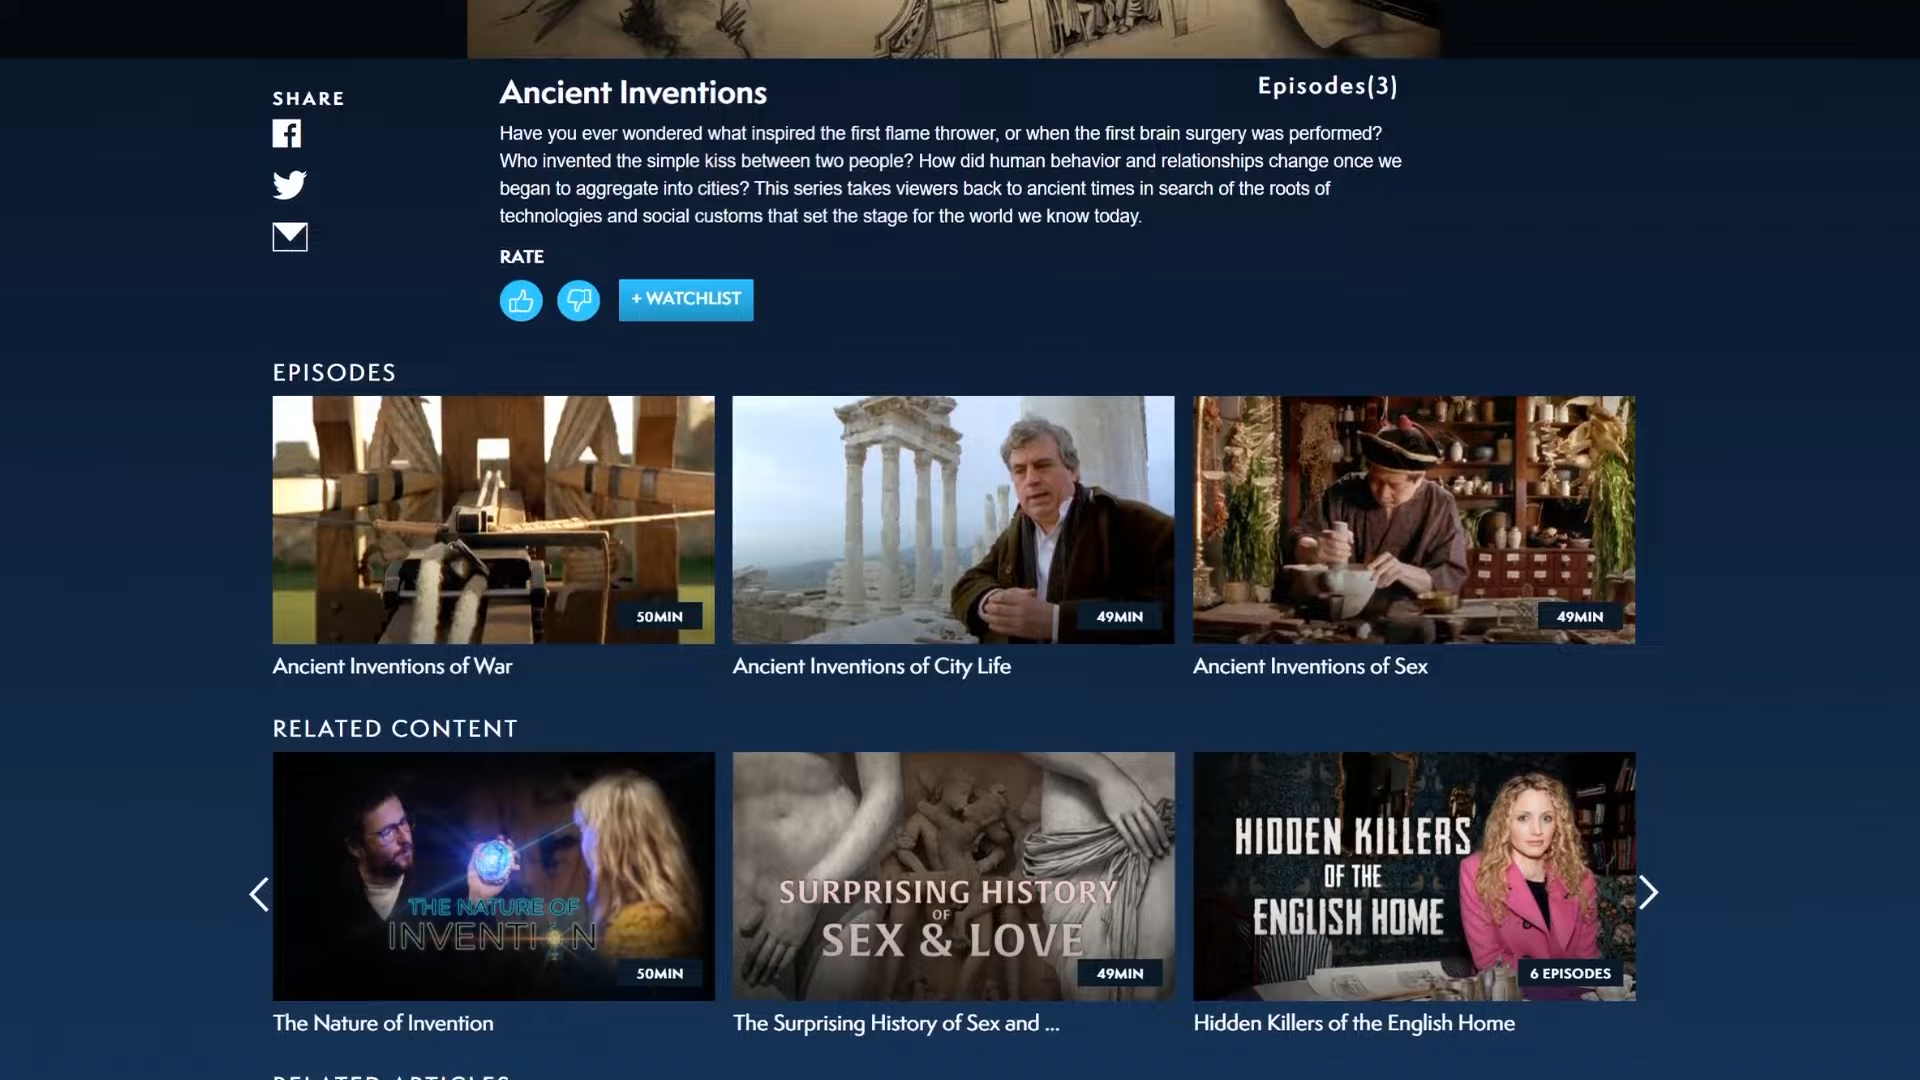 SHARE
Ancient Inventions
Episodes(3)
Have you ever wondered what inspired the first flame thrower, or when the first brain surgery was performed?
Who invented the simple kiss between two people? How did human behavior and relationships change once we
began to aggregate into cities? This series takes viewers back to ancient times in search of the roots of
technologies and social customs that set the stage for the world we know today.
RATE
+ WATCHLIST
EPISODES
50MIN
49MIN
49MIN
Ancient Inventions of War
Ancient Inventions of City Life
Ancient Inventions of Sex
RELATED CONTENT
THE NATURE OF
INVENTION
50MIN
SURPRISING HISTORY
OF
SEX & LOVE
49MIN
HIDDEN KILLERS
OF THE
ENGLISH HOME
6 EPISODES
The Nature of Invention
The Surprising History of Sex and ...
Hidden Killers of the English Home
RELATED ARTICLES